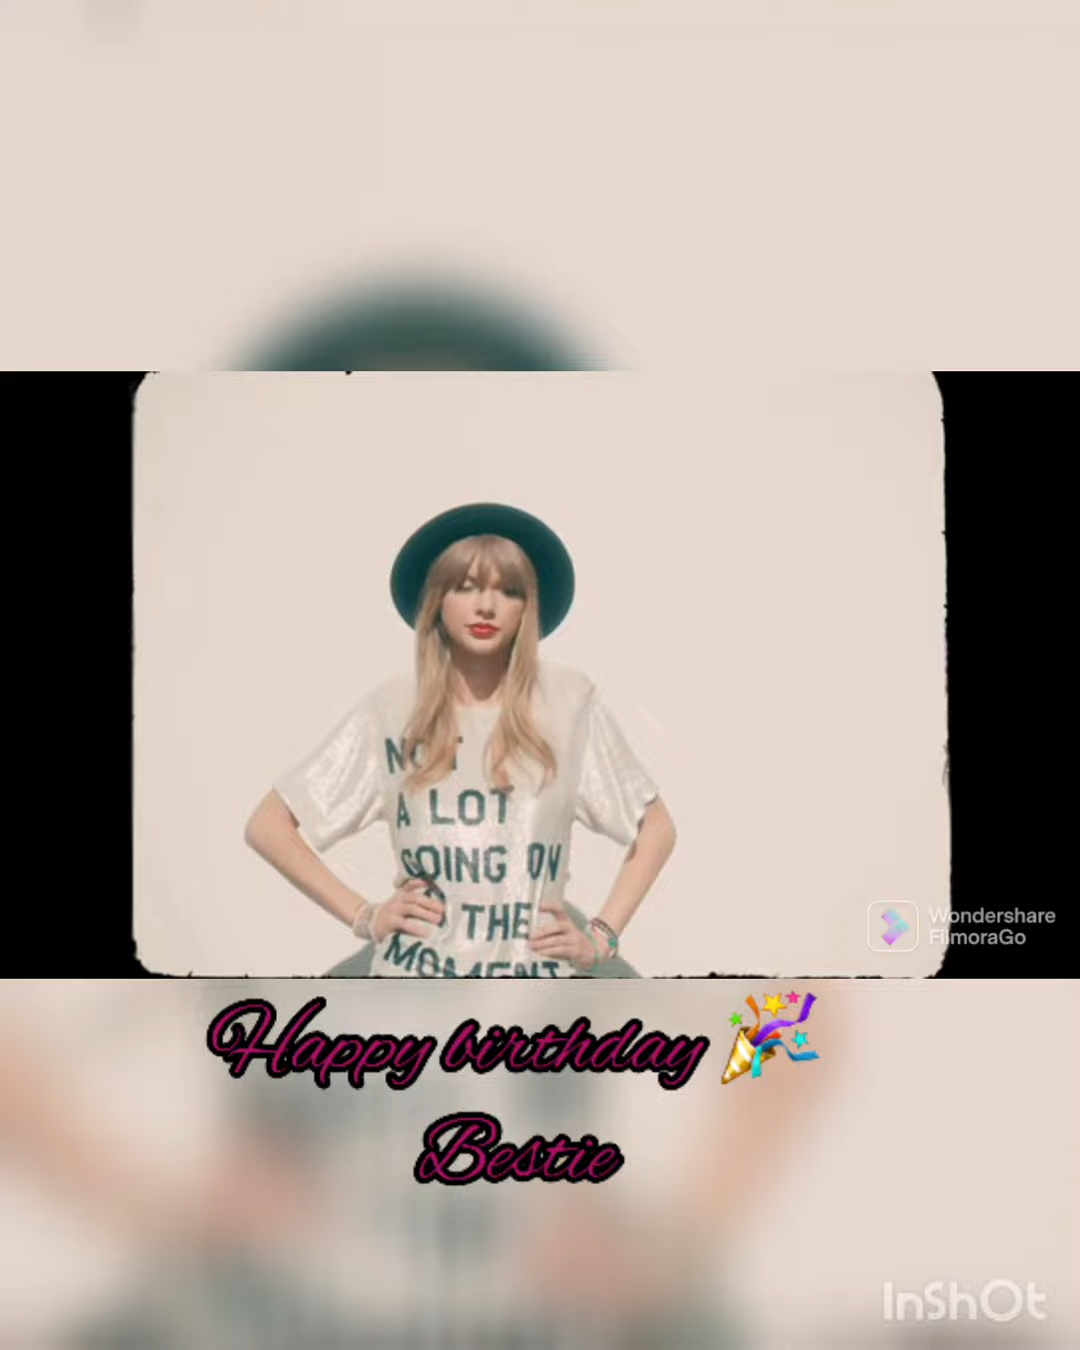 NOT
A LOT
GOING ON
THE
MOMENT
Wondershare
FilmoraGo
Happy birthday 🎉
Bestie
InShOt